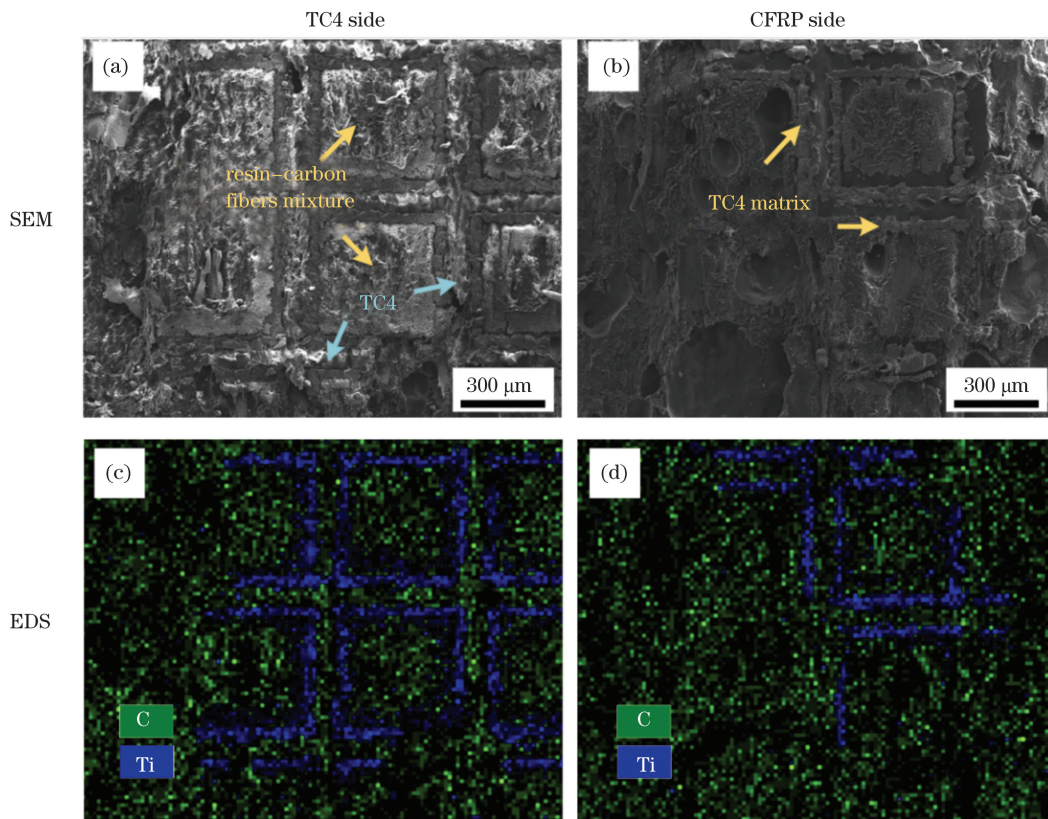 TC4 side
CFRP side
SEM
(a)
resin–carbon
fibers mixture
TC4
300 μm
(b)
TC4 matrix
300 μm
EDS
(c)
C
Ti
(d)
C
Ti